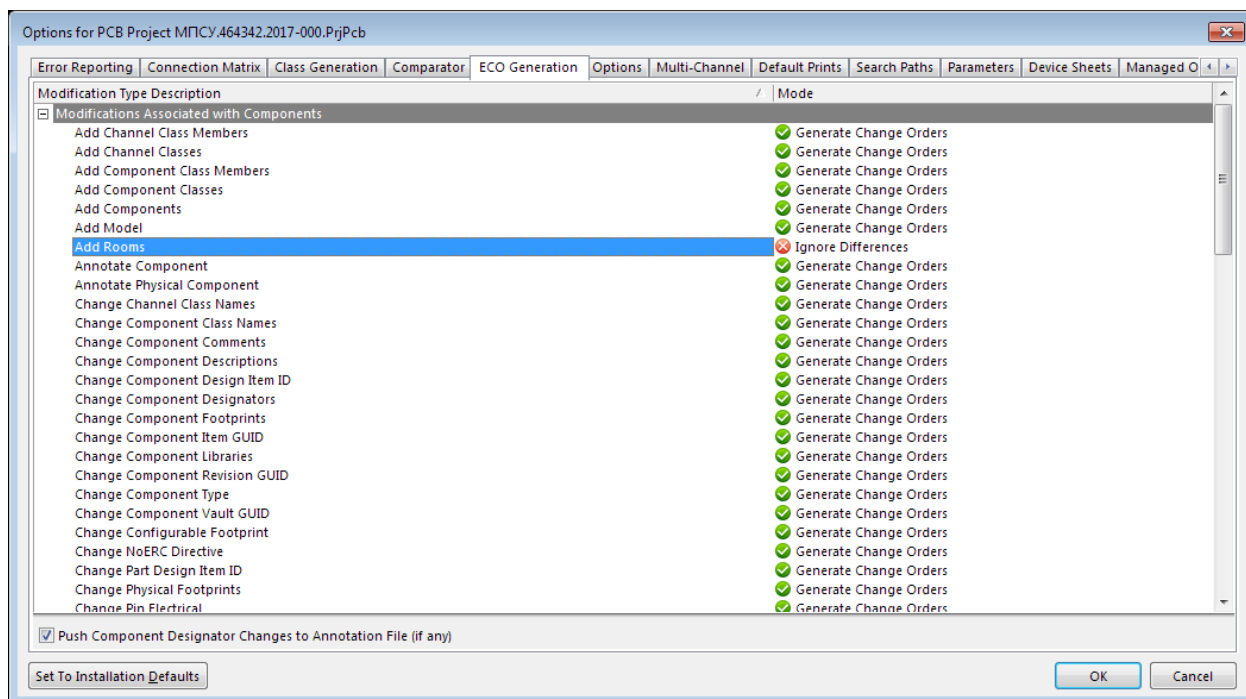 Options for PCB Project МПСУ.464342.2017-000.PrjPcb
Error Reporting Connection Matrix Class Generation Comparator ECO Generation Options Multi-Channel Default Prints Search Paths Parameters Device Sheets Managed O
Modification Type Description Mode
Modifications Associated with Components
Add Channel Class Members Generate Change Orders
Add Channel Classes Generate Change Orders
Add Component Class Members Generate Change Orders
Add Component Classes Generate Change Orders
Add Components Generate Change Orders
Add Model Generate Change Orders
Add Rooms Ignore Differences
Annotate Component Generate Change Orders
Annotate Physical Component Generate Change Orders
Change Channel Class Names Generate Change Orders
Change Component Class Names Generate Change Orders
Change Component Comments Generate Change Orders
Change Component Descriptions Generate Change Orders
Change Component Design Item ID Generate Change Orders
Change Component Designators Generate Change Orders
Change Component Footprints Generate Change Orders
Change Component Item GUID Generate Change Orders
Change Component Libraries Generate Change Orders
Change Component Revision GUID Generate Change Orders
Change Component Type Generate Change Orders
Change Component Vault GUID Generate Change Orders
Change Configurable Footprint Generate Change Orders
Change NoERC Directive Generate Change Orders
Change Part Design Item ID Generate Change Orders
Change Physical Footprints Generate Change Orders
Change Pin Electrical Generate Change Orders
Push Component Designator Changes to Annotation File (if any)
Set To Installation Defaults OK Cancel